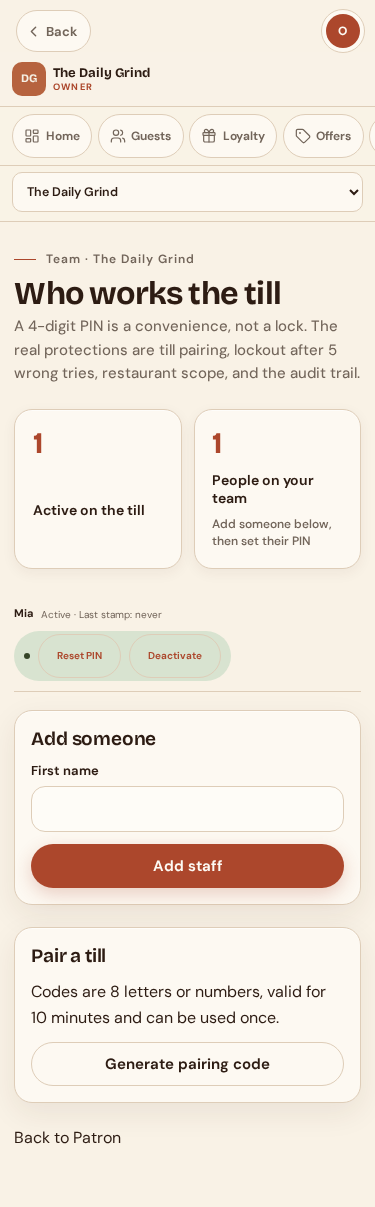 Back
O
DG
The Daily Grind
OWNER
Home
Guests
Loyalty
Offers
The Daily Grind
Team · The Daily Grind
Who works the till
A 4-digit PIN is a convenience, not a lock. The
real protections are till pairing, lockout after 5
wrong tries, restaurant scope, and the audit trail.
1
Active on the till
1
People on your
team
Add someone below,
then set their PIN
Mia Active · Last stamp: never
Reset PIN
Deactivate
Add someone
First name
Add staff
Pair a till
Codes are 8 letters or numbers, valid for
10 minutes and can be used once.
Generate pairing code
Back to Patron